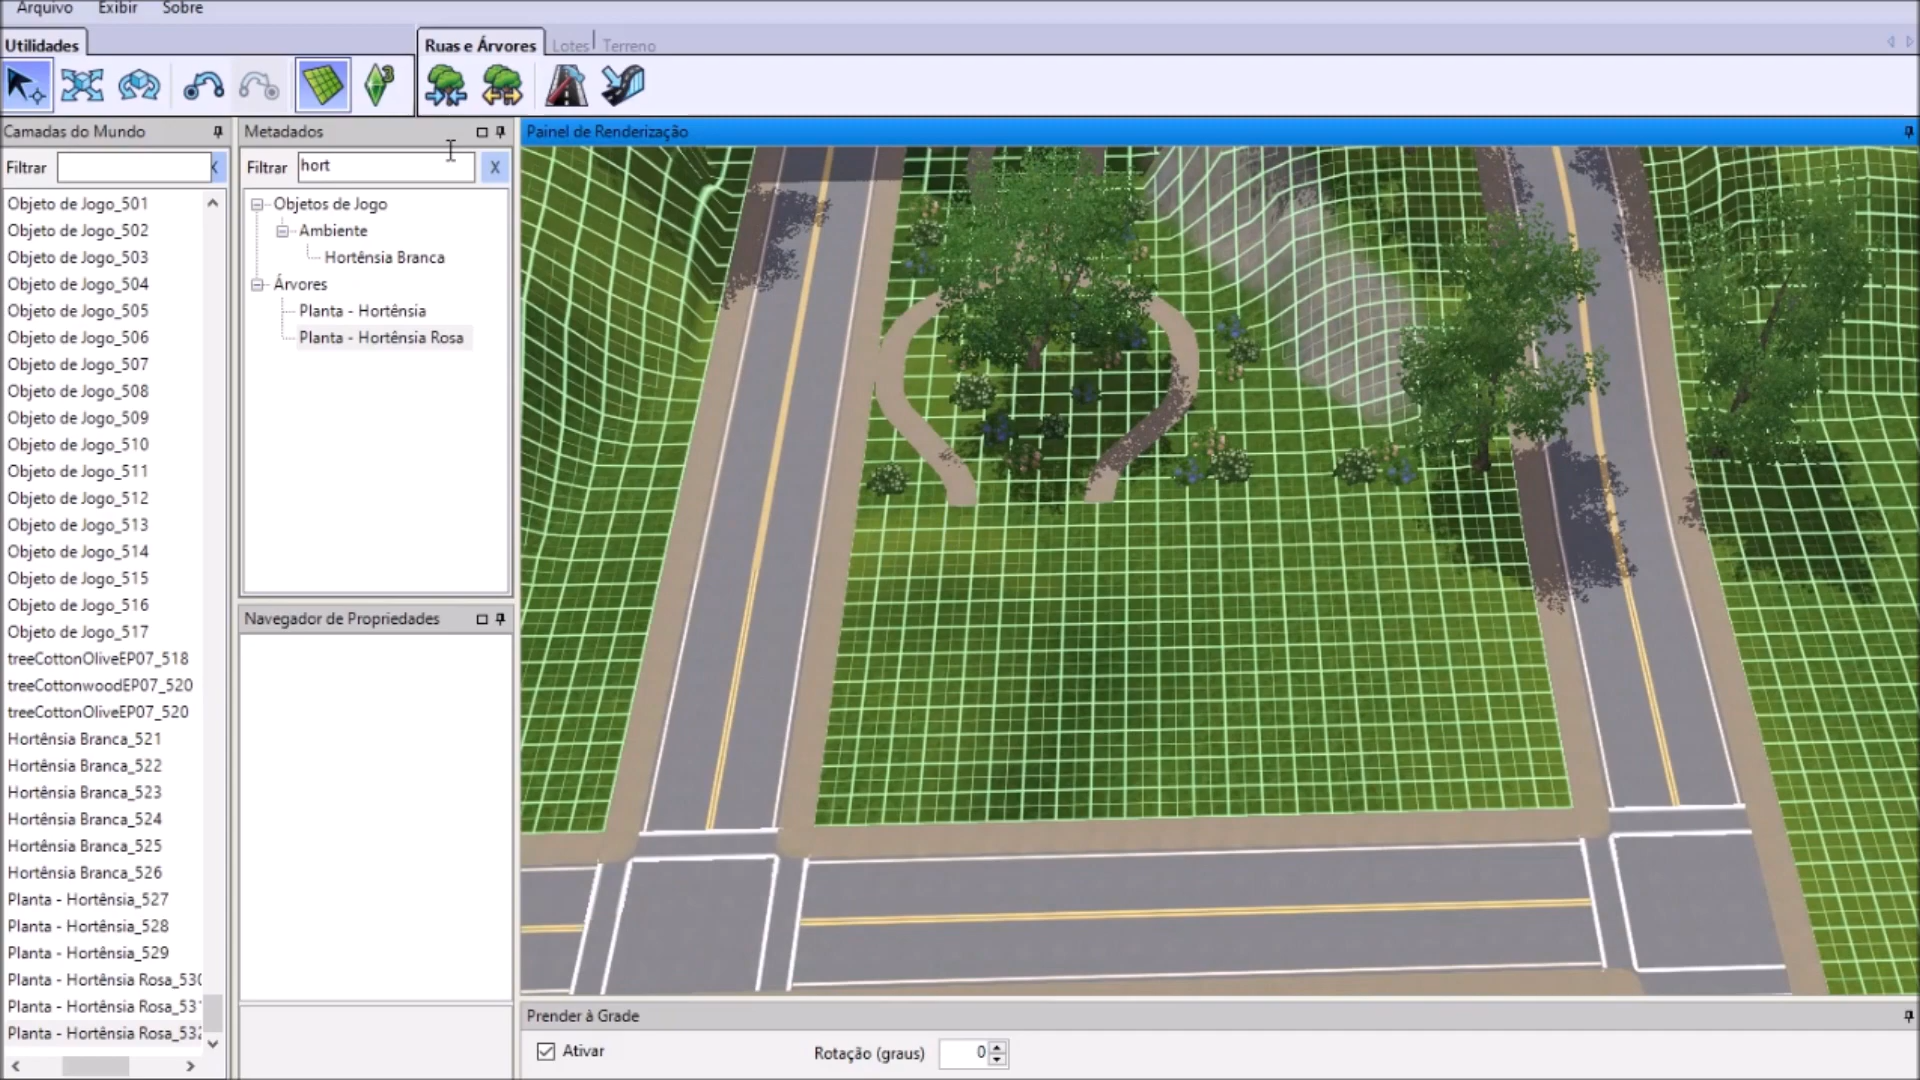 Arquivo Exibir Sobre
Utilidades
Ruas e Árvores Lotes Terreno
3
Camadas do Mundo
Filtrar
Objeto de Jogo_501
Objeto de Jogo_502
Objeto de Jogo_503
Objeto de Jogo_504
Objeto de Jogo_505
Objeto de Jogo_506
Objeto de Jogo_507
Objeto de Jogo_508
Objeto de Jogo_509
Objeto de Jogo_510
Objeto de Jogo_511
Objeto de Jogo_512
Objeto de Jogo_513
Objeto de Jogo_514
Objeto de Jogo_515
Objeto de Jogo_516
Objeto de Jogo_517
treeCottonOliveEP07_518
treeCottonwoodEP07_520
treeCottonOliveEP07_520
Hortênsia Branca_521
Hortênsia Branca_522
Hortênsia Branca_523
Hortênsia Branca_524
Hortênsia Branca_525
Hortênsia Branca_526
Planta - Hortênsia_527
Planta - Hortênsia_528
Planta - Hortênsia_529
Planta - Hortênsia Rosa_530
Planta - Hortênsia Rosa_53
Planta - Hortênsia Rosa_532
Metadados
Filtrar hort X
Objetos de Jogo
Ambiente
Hortênsia Branca
Árvores
Planta - Hortênsia
Planta - Hortênsia Rosa
Navegador de Propriedades
Painel de Renderização
Prender à Grade
Ativar
Rotação (graus) 0